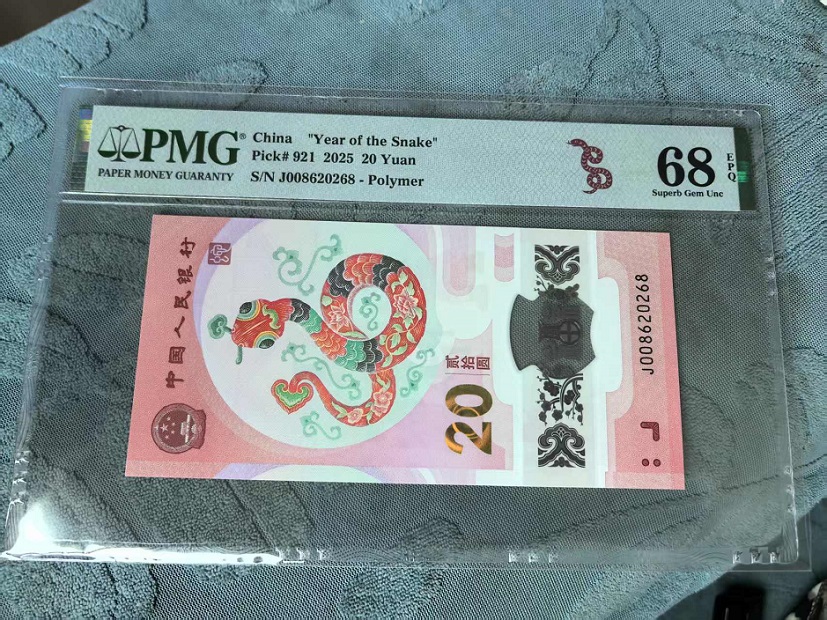 PMG®
PAPER MONEY GUARANTY
China "Year of the Snake"
Pick# 921 2025 20 Yuan
S/N J008620268 - Polymer
68
EPQ
Superb Gem Unc
中国人民银行
贰拾圆
20
J008620268